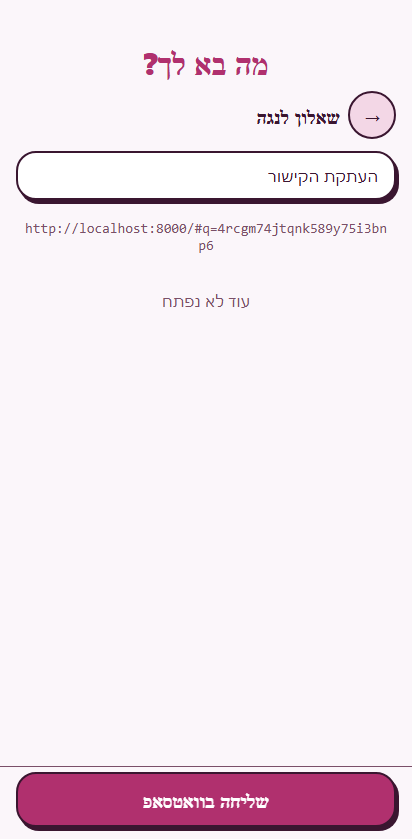 מה בא לך?
→
שאלון לנגה
העתקת הקישור
http://localhost:8000/#q=4rcgm74jtqnk589y75i3bn
p6
עוד לא נפתח
שליחה בוואטסאפ